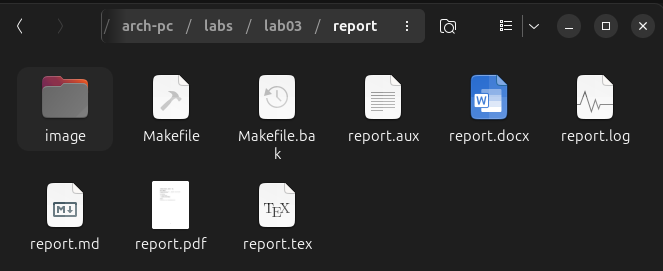 / arch-pc / labs / lab03 / report
image
Makefile
Makefile.ba
k
report.aux
W
report.docx
report.log
M
report.md
report.pdf
TEX
report.tex